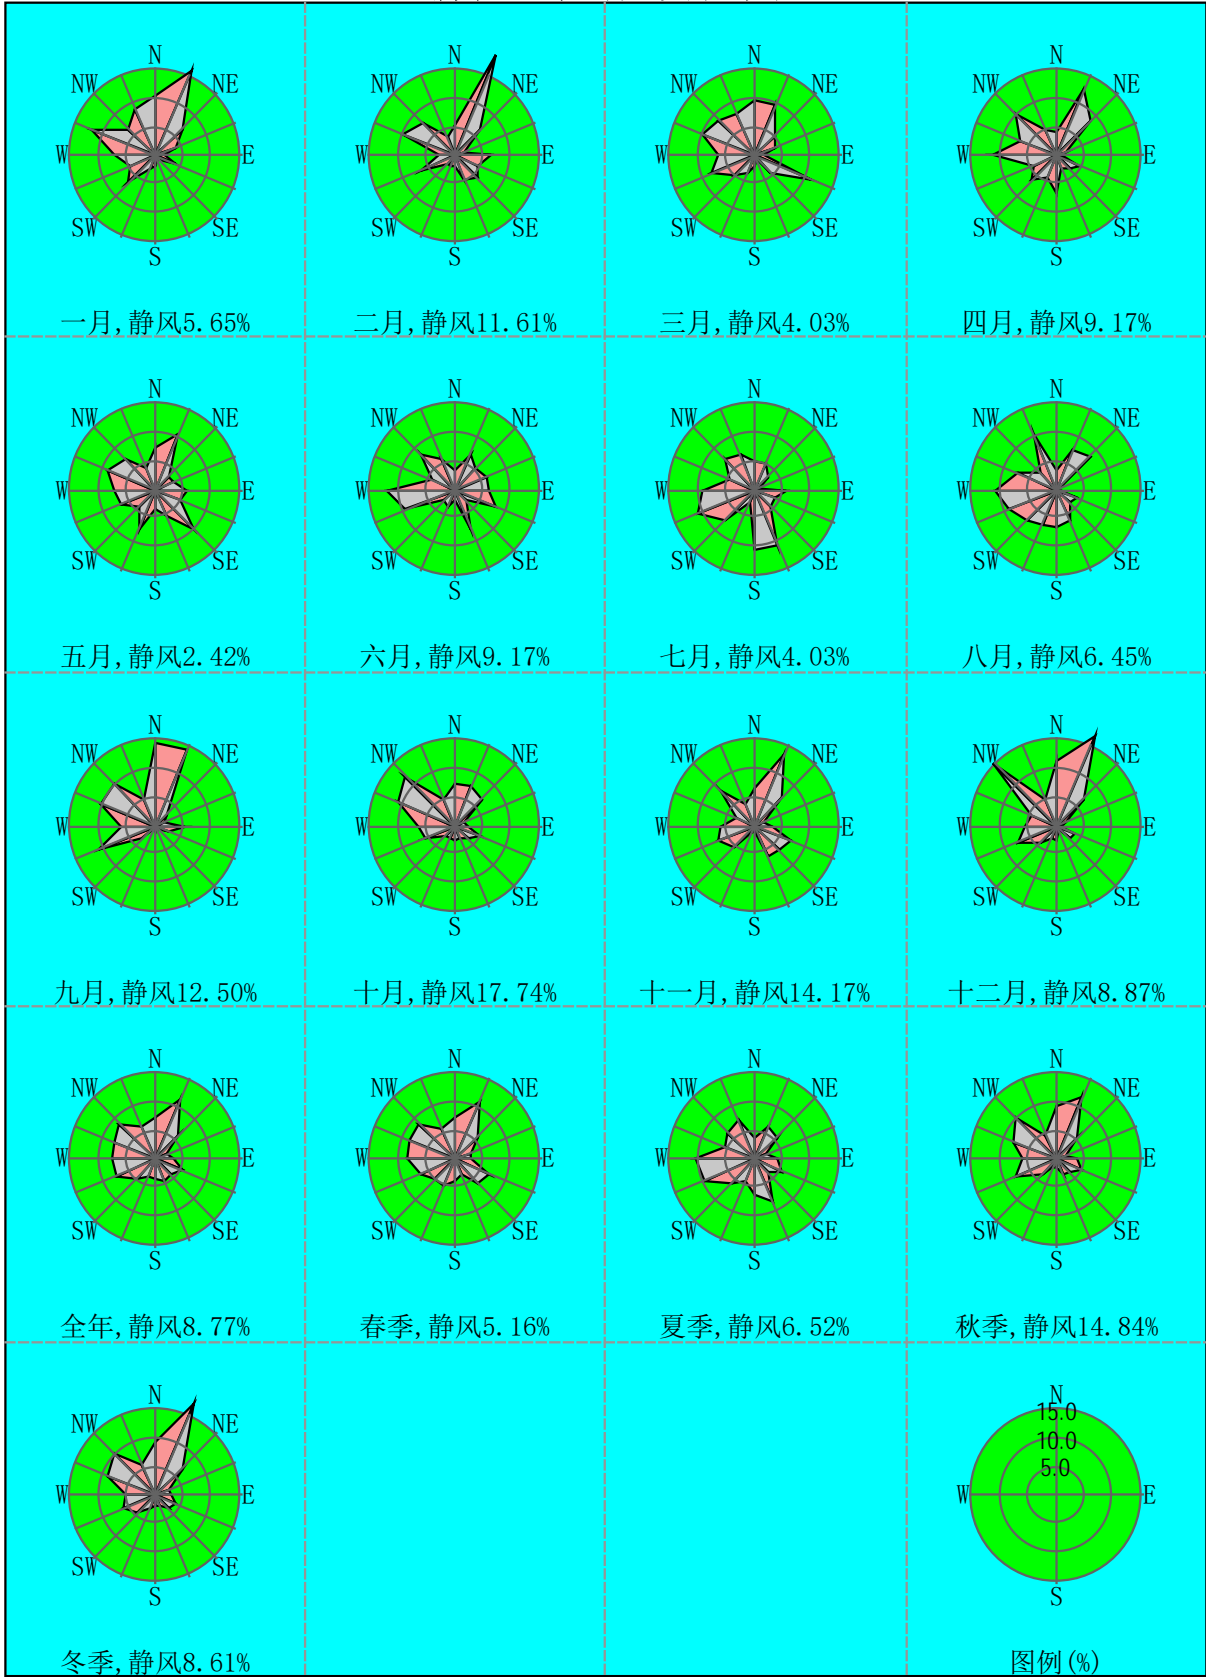 N
NW NE
W E
SW SE
S
一月,静风5.65%
N
NW NE
W E
SW SE
S
二月,静风11.61%
N
NW NE
W E
SW SE
S
三月,静风4.03%
N
NW NE
W E
SW SE
S
四月,静风9.17%
N
NW NE
W E
SW SE
S
五月,静风2.42%
N
NW NE
W E
SW SE
S
六月,静风9.17%
N
NW NE
W E
SW SE
S
七月,静风4.03%
N
NW NE
W E
SW SE
S
八月,静风6.45%
N
NW NE
W E
SW SE
S
九月,静风12.50%
N
NW NE
W E
SW SE
S
十月,静风17.74%
N
NW NE
W E
SW SE
S
十一月,静风14.17%
N
NW NE
W E
SW SE
S
十二月,静风8.87%
N
NW NE
W E
SW SE
S
全年,静风8.77%
N
NW NE
W E
SW SE
S
春季,静风5.16%
N
NW NE
W E
SW SE
S
夏季,静风6.52%
N
NW NE
W E
SW SE
S
秋季,静风14.84%
N
NW NE
W E
SW SE
S
冬季,静风8.61%
N
15.0
10.0
5.0
W E
S
图例(%)